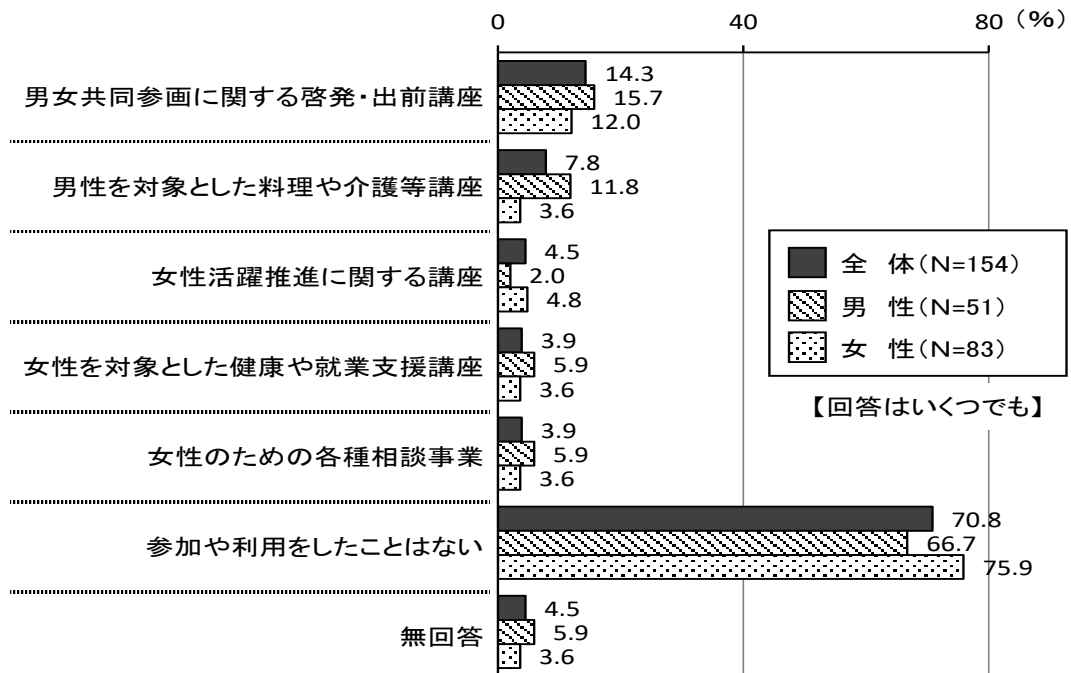 0 40 80 (%)
男女共同参画に関する啓発・出前講座
14.3
15.7
12.0
男性を対象とした料理や介護等講座
7.8
11.8
3.6
女性活躍推進に関する講座
4.5
2.0
4.8
女性を対象とした健康や就業支援講座
3.9
5.9
3.6
女性のための各種相談事業
3.9
5.9
3.6
参加や利用をしたことはない
70.8
66.7
75.9
無回答
4.5
5.9
3.6
全 体(N=154)
男 性(N=51)
女 性(N=83)
【回答はいくつでも】